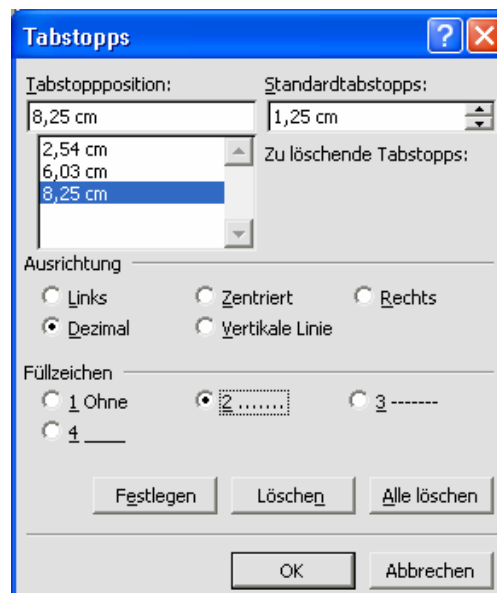 Tabstopps
Tabstoppposition: Standardtabstopps:
8,25 cm 1,25 cm
2,54 cm Zu löschende Tabstopps:
6,03 cm
8,25 cm
Ausrichtung
Links Zentriert Rechts
Dezimal Vertikale Linie
Füllzeichen
1 Ohne 2 ....... 3 -------
4 ____
Festlegen Löschen Alle löschen
OK Abbrechen